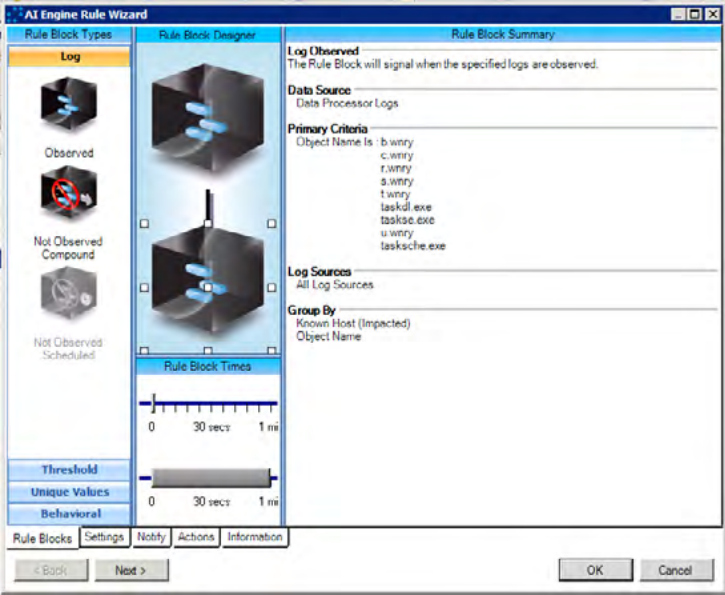 AI Engine Rule Wizard
Rule Block Types
Log
Observed
Not Observed
Compound
Not Observed
Scheduled
Threshold
Unique Values
Behavioral
Rule Block Designer
Rule Block Times
0 30 secs 1 mi
0 30 secs 1 mi
Rule Block Summary
Log Observed
The Rule Block will signal when the specified logs are observed.
Data Source
Data Processor Logs
Primary Criteria
Object Name Is : b.wnry
c.wnry
r.wnry
s.wnry
t.wnry
taskdl.exe
taskse.exe
u.wnry
tasksche.exe
Log Sources
All Log Sources
Group By
Known Host (Impacted)
Object Name
Rule Blocks Settings Notify Actions Information
< Back Next > OK Cancel